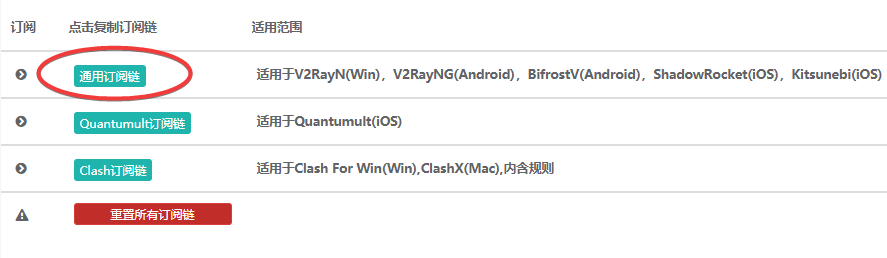 订阅 点击复制订阅链 适用范围
通用订阅链 适用于V2RayN(Win)，V2RayNG(Android)，BifrostV(Android)，ShadowRocket(iOS)，Kitsunebi(iOS)
Quantumult订阅链 适用于Quantumult(iOS)
Clash订阅链 适用于Clash For Win(Win),ClashX(Mac),内含规则
重置所有订阅链